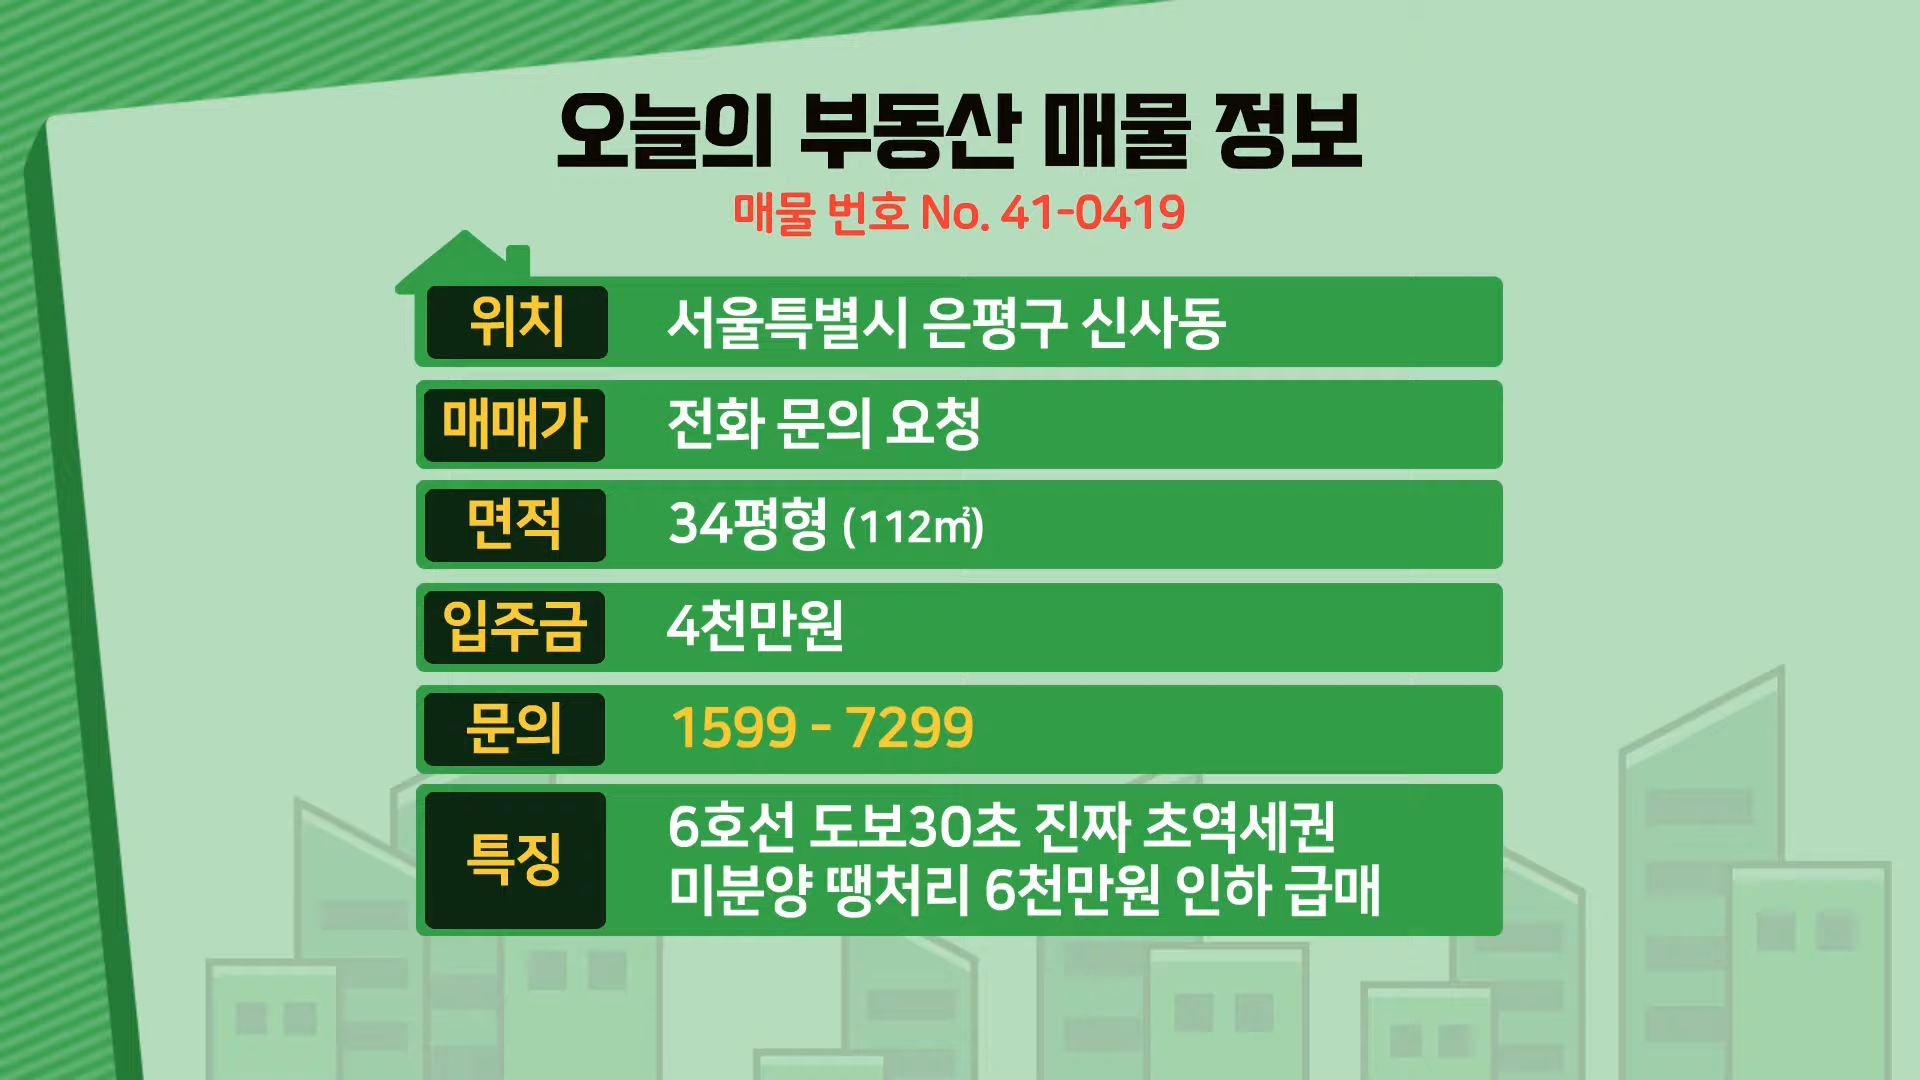 오늘의 부동산 매물 정보
매물 번호 No. 41-0419
위치 서울특별시 은평구 신사동
매매가 전화 문의 요청
면적 34평형 (112㎡)
입주금 4천만원
문의 1599 - 7299
특징 6호선 도보30초 진짜 초역세권
미분양 땡처리 6천만원 인하 급매